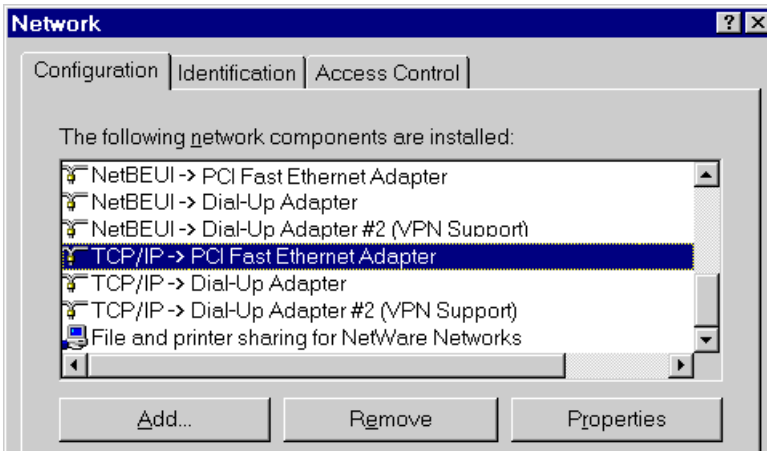 Network
Configuration Identification Access Control
The following network components are installed:
NetBEUI -> PCI Fast Ethernet Adapter
NetBEUI -> Dial-Up Adapter
NetBEUI -> Dial-Up Adapter #2 (VPN Support)
TCP/IP -> PCI Fast Ethernet Adapter
TCP/IP -> Dial-Up Adapter
TCP/IP -> Dial-Up Adapter #2 (VPN Support)
File and printer sharing for NetWare Networks
Add... Remove Properties